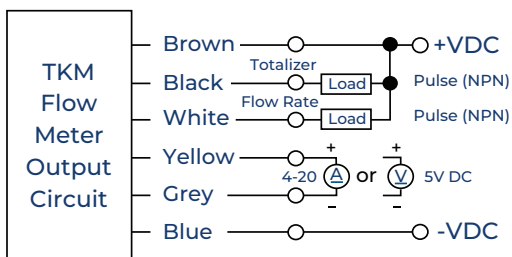 TKM
Flow
Meter
Output
Circuit
Brown +VDC
Totalizer
Black Load Pulse (NPN)
Flow Rate
White Load Pulse (NPN)
Yellow + +
4-20 A or V 5V DC
Grey − −
Blue -VDC